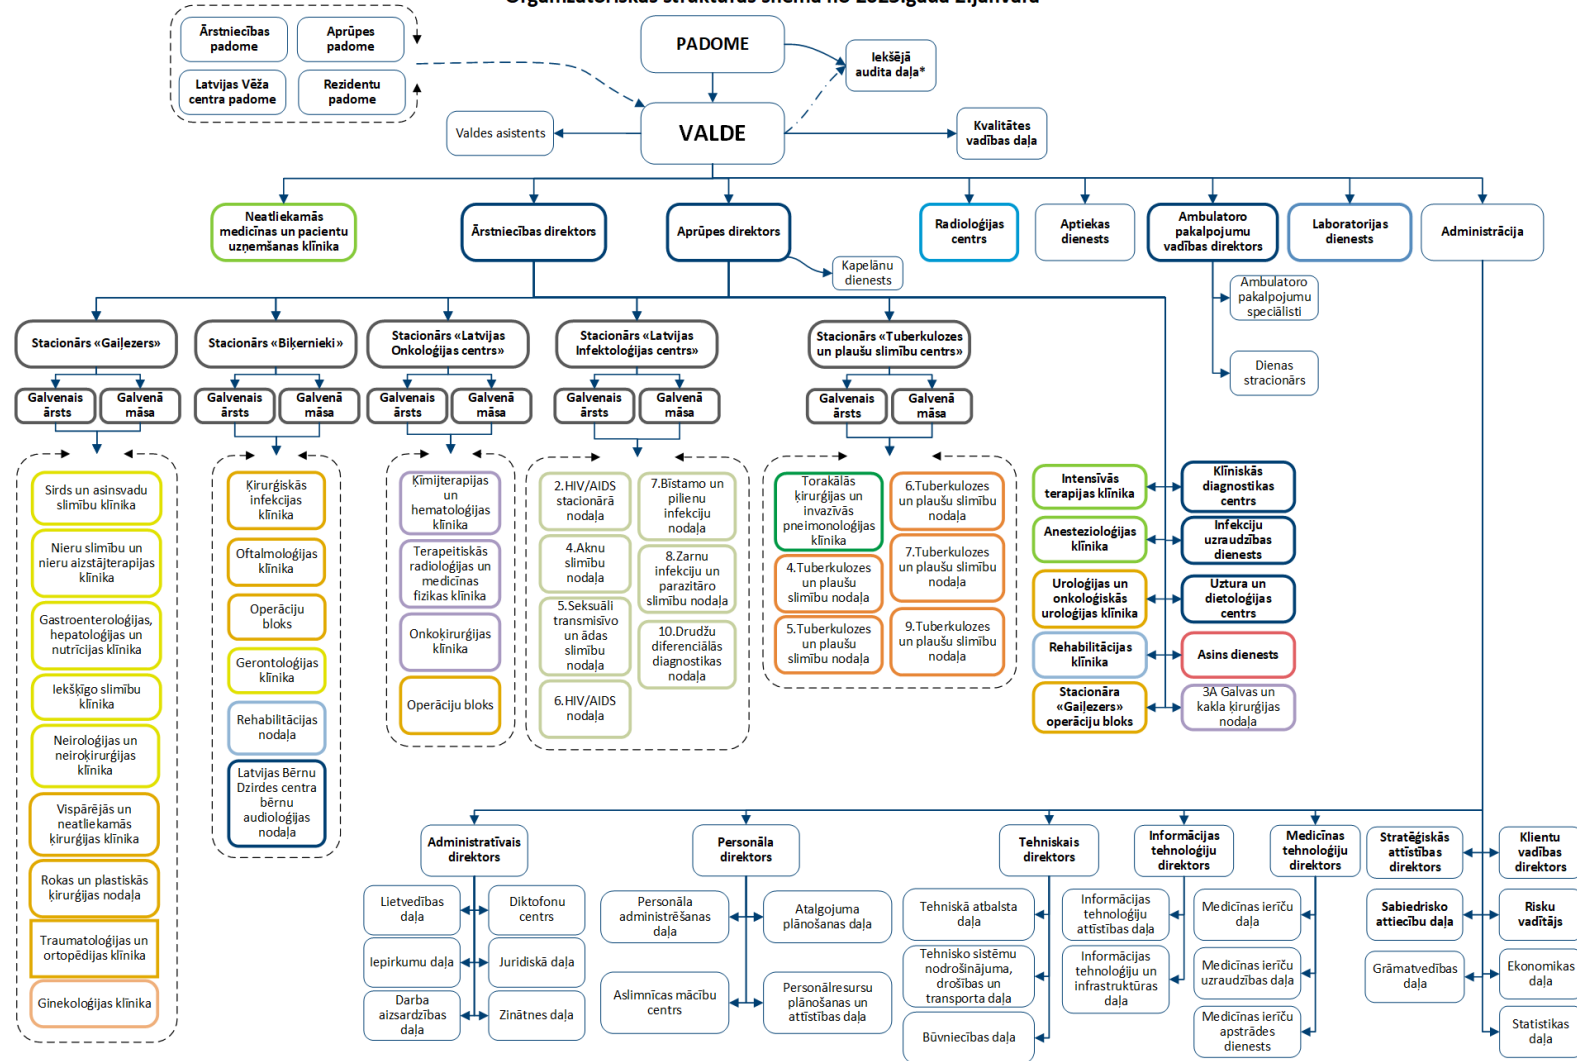 Organizatoriskās struktūras shēma no 2025.gada 2.janvāra
Ārstniecības
padome
Aprūpes
padome
Latvijas Vēža
centra padome
Rezidentu
padome
PADOME
Iekšējā
audita daļa*
Valdes asistents
VALDE
Kvalitātes
vadības daļa
Neatliekamās
medicīnas un pacientu
uzņemšanas klīnika
Ārstniecības direktors
Aprūpes direktors
Radioloģijas
centrs
Aptiekas
dienests
Ambulatoro
pakalpojumu
vadības direktors
Laboratorijas
dienests
Administrācija
Kapelānu
dienests
Ambulatoro
pakalpojumu
speciālisti
Dienas
stracionārs
Stacionārs «Gaiļezers»
Stacionārs «Biķernieki»
Stacionārs «Latvijas
Onkoloģijas centrs»
Stacionārs «Latvijas
Infektoloģijas centrs»
Stacionārs «Tuberkulozes
un plaušu slimību centrs»
Galvenais
ārsts
Galvenā
māsa
Galvenais
ārsts
Galvenā
māsa
Galvenais
ārsts
Galvenā
māsa
Galvenais
ārsts
Galvenā
māsa
Galvenais
ārsts
Galvenā
māsa
Sirds un asinsvadu
slimību klīnika
Nieru slimību un
nieru aizstājterapijas
klīnika
Gastroenteroloģijas,
hepatoloģijas un
nutrīcijas klīnika
Iekšķīgo slimību
klīnika
Neiroloģijas un
neiroķirurģijas
klīnika
Vispārējās un
neatliekamās
ķirurģijas klīnika
Rokas un plastiskās
ķirurģijas nodaļa
Traumatoloģijas un
ortopēdijas klīnika
Ginekoloģijas klīnika
Ķirurģiskās
infekcijas
klīnika
Oftalmoloģijas
klīnika
Operāciju
bloks
Gerontoloģijas
klīnika
Rehabilitācijas
nodaļa
Latvijas Bērnu
Dzirdes centra
bērnu
audioloģijas
nodaļa
Ķīmijterapijas
un
hematoloģijas
klīnika
Terapeitiskās
radioloģijas un
medicīnas
fizikas klīnika
Onkoķirurģijas
klīnika
Operāciju bloks
2.HIV/AIDS
stacionārā
nodaļa
4.Aknu
slimību
nodaļa
5.Seksuāli
transmisīvo
un ādas
slimību
nodaļa
6.HIV/AIDS
nodaļa
7.Bīstamo un
pilienu
infekciju
nodaļa
8.Zarnu
infekciju un
parazitāro
slimību nodaļa
10.Drudžu
diferenciālās
diagnostikas
nodaļa
Torakālās
ķirurģijas un
invazīvās
pneimonoloģijas
klīnika
4.Tuberkulozes
un plaušu
slimību nodaļa
5.Tuberkulozes
un plaušu
slimību nodaļa
6.Tuberkulozes
un plaušu slimību
nodaļa
7.Tuberkulozes
un plaušu slimību
nodaļa
9.Tuberkulozes
un plaušu slimību
nodaļa
Intensīvās
terapijas klīnika
Klīniskās
diagnostikas
centrs
Anestezioloģijas
klīnika
Infekciju
uzraudzības
dienests
Uroloģijas un
onkoloģiskās
uroloģijas klīnika
Uztura un
dietoloģijas
centrs
Rehabilitācijas
klīnika
Asins dienests
Stacionāra
«Gaiļezers»
operāciju bloks
3A Galvas un
kakla ķirurģijas
nodaļa
Administratīvais
direktors
Personāla
direktors
Tehniskais
direktors
Informācijas
tehnoloģiju
direktors
Medicīnas
tehnoloģiju
direktors
Stratēģiskās
attīstības
direktors
Klientu
vadības
direktors
Lietvedības
daļa
Diktofonu
centrs
Iepirkumu daļa
Juridiskā daļa
Darba
aizsardzības
daļa
Zinātnes daļa
Personāla
administrēšanas
daļa
Atalgojuma
plānošanas daļa
Aslimnīcas mācību
centrs
Personālresursu
plānošanas un
attīstības daļa
Tehniskā atbalsta
daļa
Tehnisko sistēmu
nodrošinājuma,
drošības un
transporta daļa
Būvniecības daļa
Informācijas
tehnoloģiju
attīstības daļa
Informācijas
tehnoloģiju un
infrastruktūras
daļa
Medicīnas ierīču
daļa
Medicīnas ierīču
uzraudzības daļa
Medicīnas ierīču
apstrādes
dienests
Sabiedrisko
attiecību daļa
Risku
vadītājs
Grāmatvedības
daļa
Ekonomikas
daļa
Statistikas
daļa